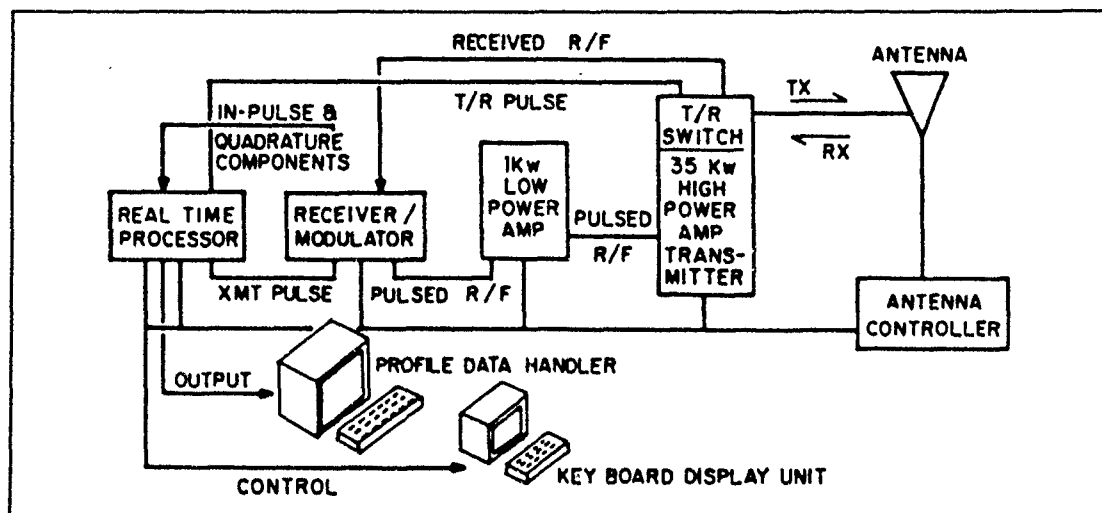 RECEIVED R/F
ANTENNA
T/R PULSE
TX
RX
IN-PULSE &
QUADRATURE
COMPONENTS
T/R
SWITCH
35 KW
HIGH
POWER
AMP
TRANS-
MITTER
1KW
LOW
POWER
AMP
PULSED
R/F
REAL TIME
PROCESSOR
RECEIVER/
MODULATOR
XMT PULSE
PULSED R/F
ANTENNA
CONTROLLER
PROFILE DATA HANDLER
OUTPUT
KEY BOARD DISPLAY UNIT
CONTROL